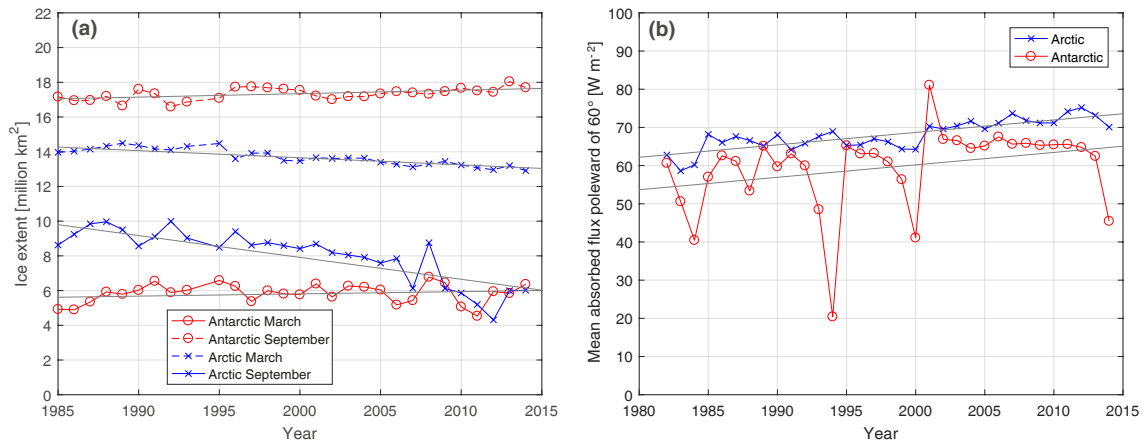 (a)
22
20
18
16
14
12
10
8
6
4
2
0
Ice extent [million km²]
Antarctic March
Antarctic September
Arctic March
Arctic September
1985 1990 1995 2000 2005 2010 2015
Year
(b)
100
90
80
70
60
50
40
30
20
10
0
Mean absorbed flux poleward of 60° [W m⁻²]
Arctic
Antarctic
1980 1985 1990 1995 2000 2005 2010 2015
Year